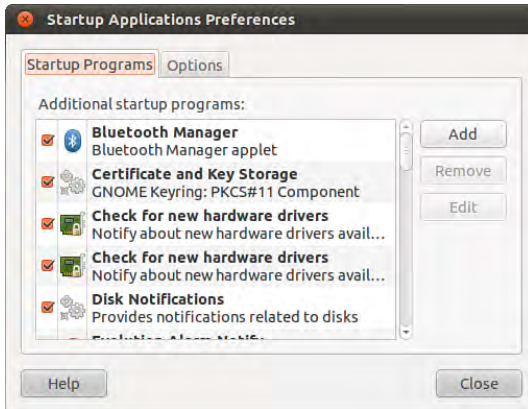 Startup Applications Preferences
Startup Programs
Options
Additional startup programs:
Bluetooth Manager
Bluetooth Manager applet
Certificate and Key Storage
GNOME Keyring: PKCS#11 Component
Check for new hardware drivers
Notify about new hardware drivers avail...
Check for new hardware drivers
Notify about new hardware drivers avail...
Disk Notifications
Provides notifications related to disks
Evolution Alarm Notify
Add
Remove
Edit
Help
Close